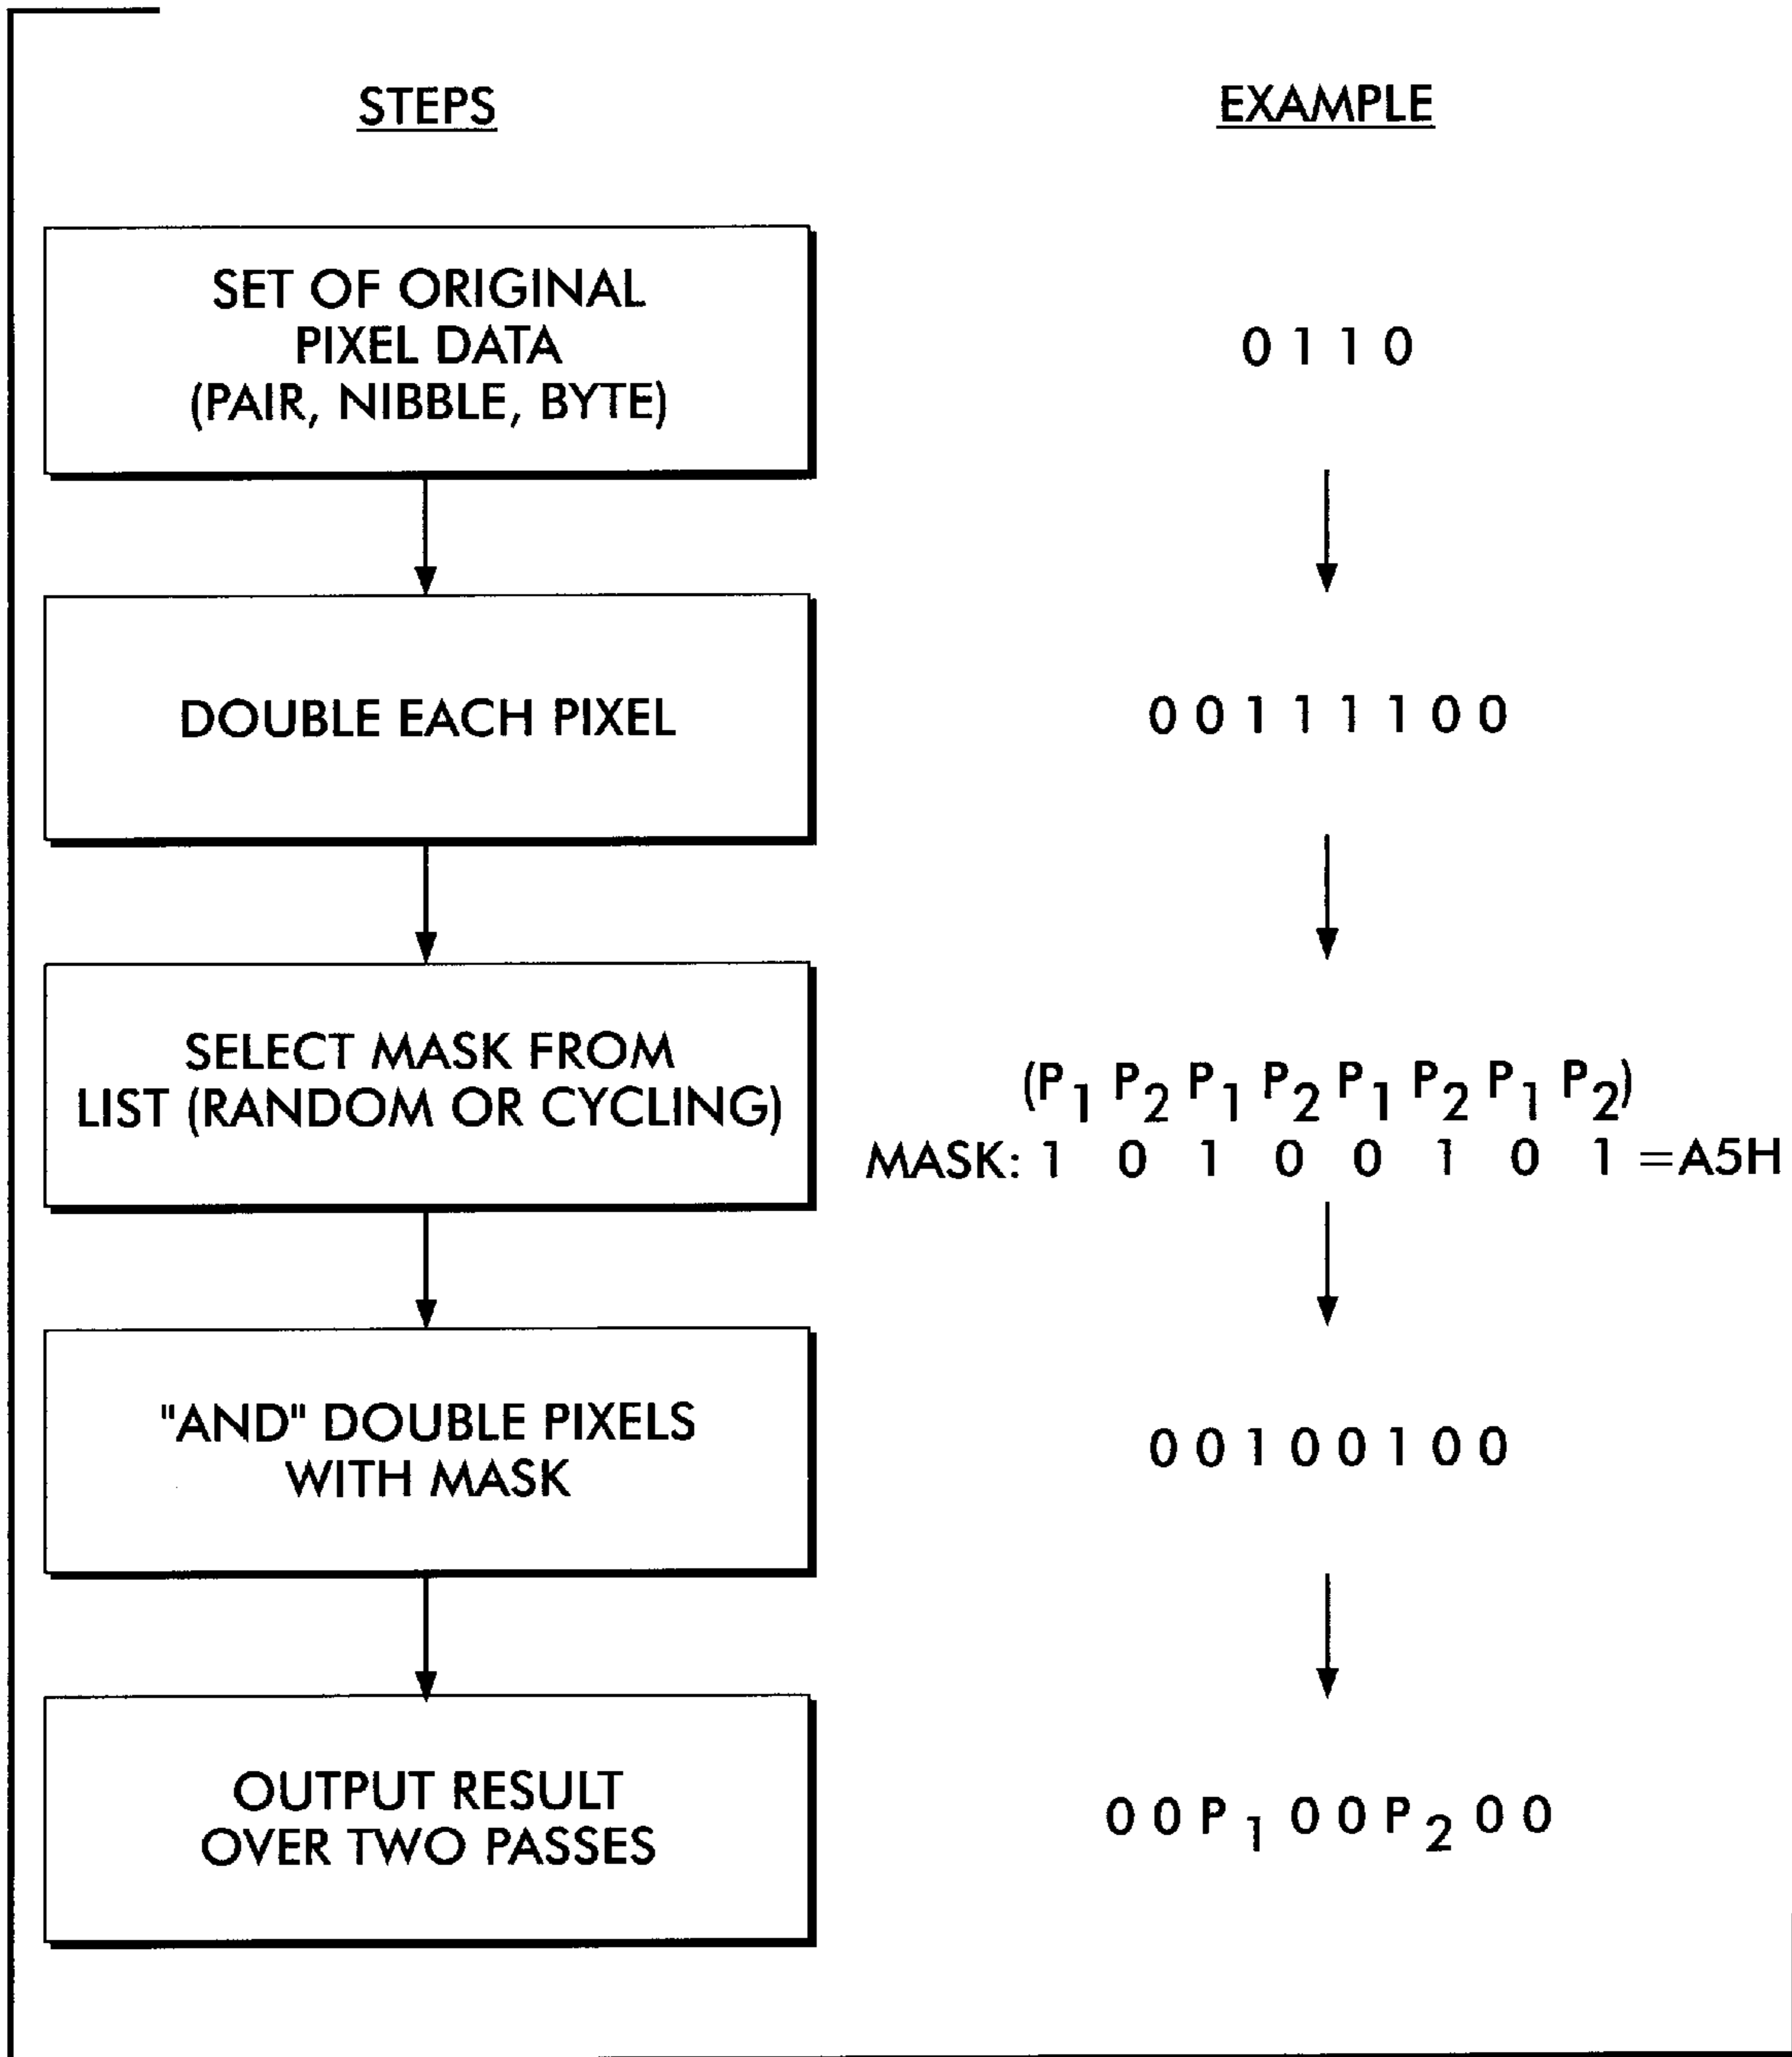 STEPS
EXAMPLE
SET OF ORIGINAL
PIXEL DATA
(PAIR, NIBBLE, BYTE)
0 1 1 0
DOUBLE EACH PIXEL
0 0 1 1 1 1 0 0
SELECT MASK FROM
LIST (RANDOM OR CYCLING)
(P₁ P₂ P₁ P₂ P₁ P₂ P₁ P₂)
MASK: 1 0 1 0 0 1 0 1 =A5H
"AND" DOUBLE PIXELS
WITH MASK
0 0 1 0 0 1 0 0
OUTPUT RESULT
OVER TWO PASSES
0 0 P₁ 0 0 P₂ 0 0